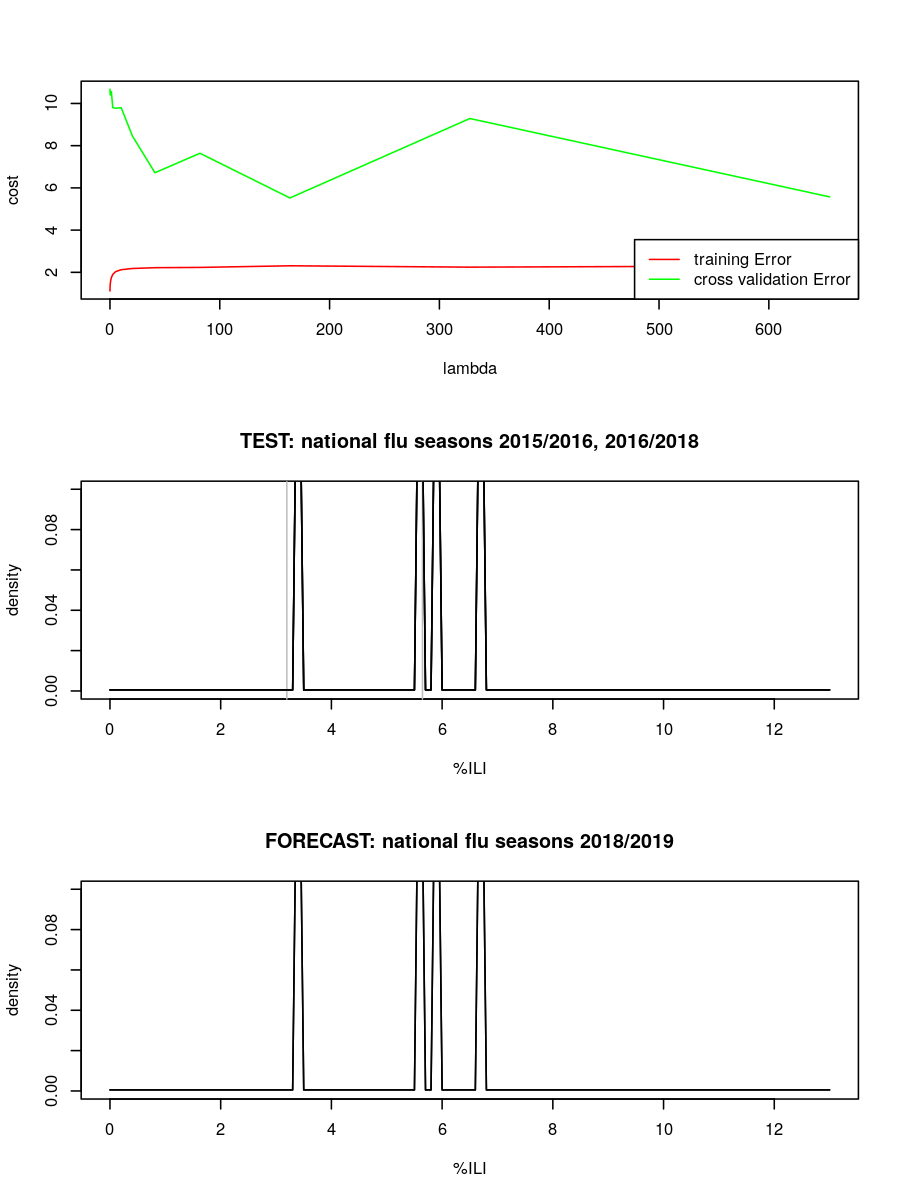 10
8
6
4
2
cost
training Error
cross validation Error
0 100 200 300 400 500 600
lambda
TEST: national flu seasons 2015/2016, 2016/2018
0.08
0.04
0.00
density
0 2 4 6 8 10 12
%ILI
FORECAST: national flu seasons 2018/2019
0.08
0.04
0.00
density
0 2 4 6 8 10 12
%ILI